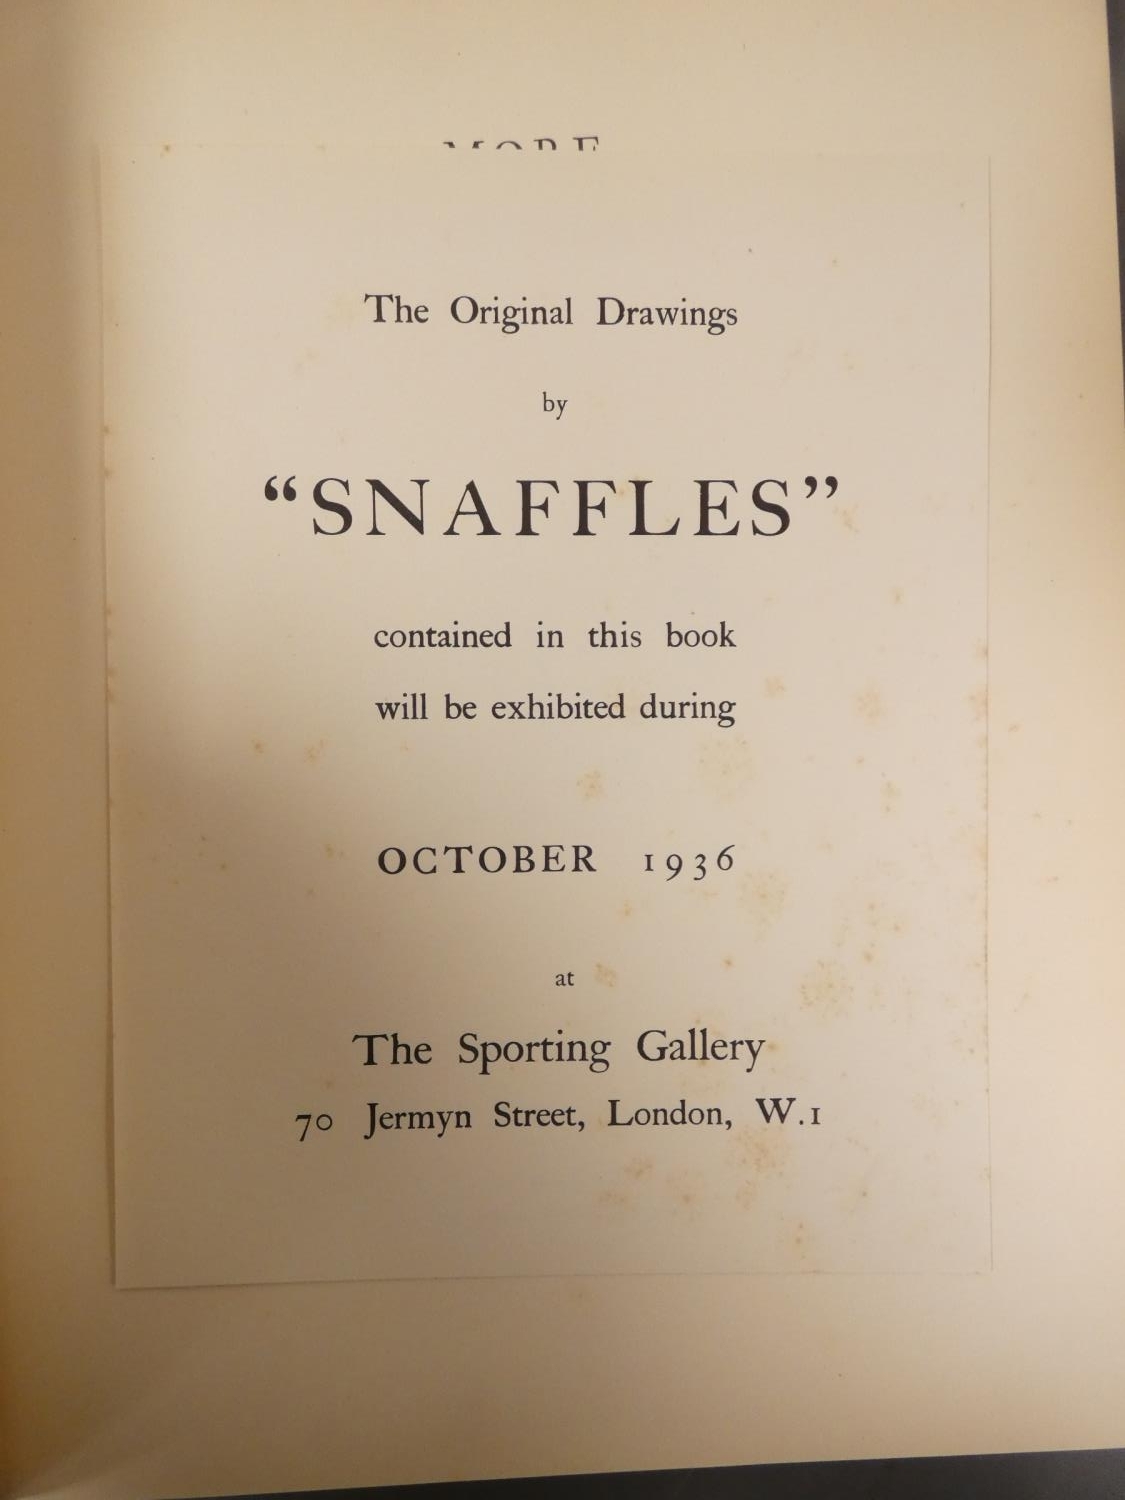 MORE
The Original Drawings
by
“SNAFFLES”
contained in this book
will be exhibited during
OCTOBER 1936
at
The Sporting Gallery
70 Jermyn Street, London, W.1